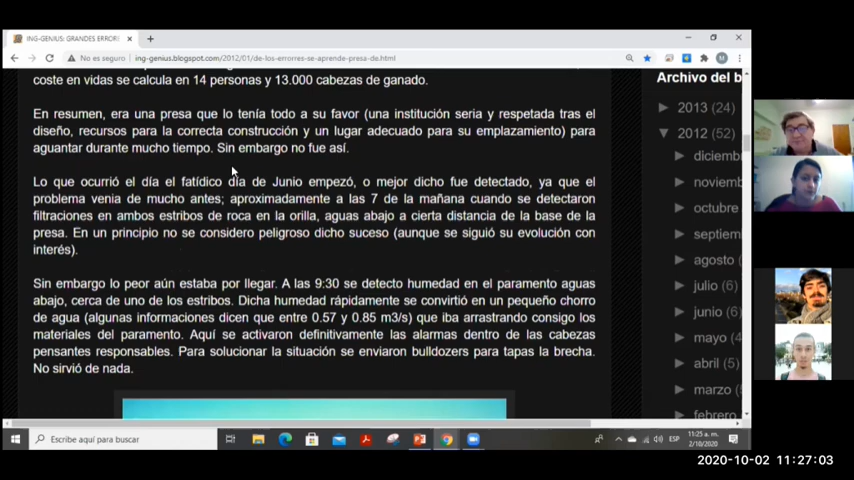 ING-GENIUS: GRANDES ERRORE
No es seguro
ing-genius.blogspot.com/2012/01/de-los-errorres-se-aprende-presa-de.html
M
coste en vidas se calcula en 14 personas y 13.000 cabezas de ganado.
En resumen, era una presa que lo tenía todo a su favor (una institución seria y respetada tras el
diseño, recursos para la correcta construcción y un lugar adecuado para su emplazamiento) para
aguantar durante mucho tiempo. Sin embargo no fue así.
Lo que ocurrió el día el fatídico día de Junio empezó, o mejor dicho fue detectado, ya que el
problema venia de mucho antes; aproximadamente a las 7 de la mañana cuando se detectaron
filtraciones en ambos estribos de roca en la orilla, aguas abajo a cierta distancia de la base de la
presa. En un principio no se considero peligroso dicho suceso (aunque se siguió su evolución con
interés).
Sin embargo lo peor aún estaba por llegar. A las 9:30 se detecto humedad en el paramento aguas
abajo, cerca de uno de los estribos. Dicha humedad rápidamente se convirtió en un pequeño chorro
de agua (algunas informaciones dicen que entre 0.57 y 0.85 m3/s) que iba arrastrando consigo los
materiales del paramento. Aquí se activaron definitivamente las alarmas dentro de las cabezas
pensantes responsables. Para solucionar la situación se enviaron bulldozers para tapas la brecha.
No sirvió de nada.
Archivo del b
2013 (24)
2012 (52)
diciemb
noviemb
octubre
septiem
agosto
julio (6)
junio (6)
mayo (4
abril (5)
marzo (
febrero
Escribe aquí para buscar
ESP
11:25 a. m.
2/10/2020
2020-10-02 11:27:03